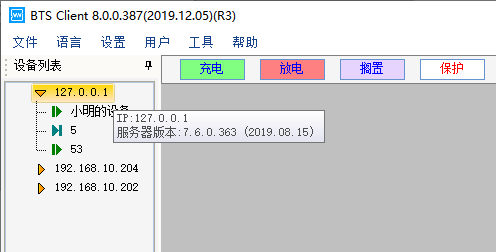 BTS Client 8.0.0.387(2019.12.05)(R3)
文件 语言 设置 用户 工具 帮助
设备列表
充电 放电 搁置 保护
127.0.0.1
小明的设备
IP:127.0.0.1
服务器版本:7.6.0.363 (2019.08.15)
5
53
192.168.10.204
192.168.10.202